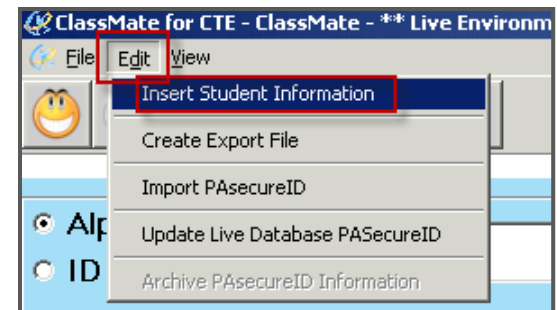 ClassMate for CTE - ClassMate - ** Live Environm
File Edit View
Insert Student Information
Create Export File
Import PAsecureID
Update Live Database PASecureID
Archive PAsecureID Information
Alp
ID